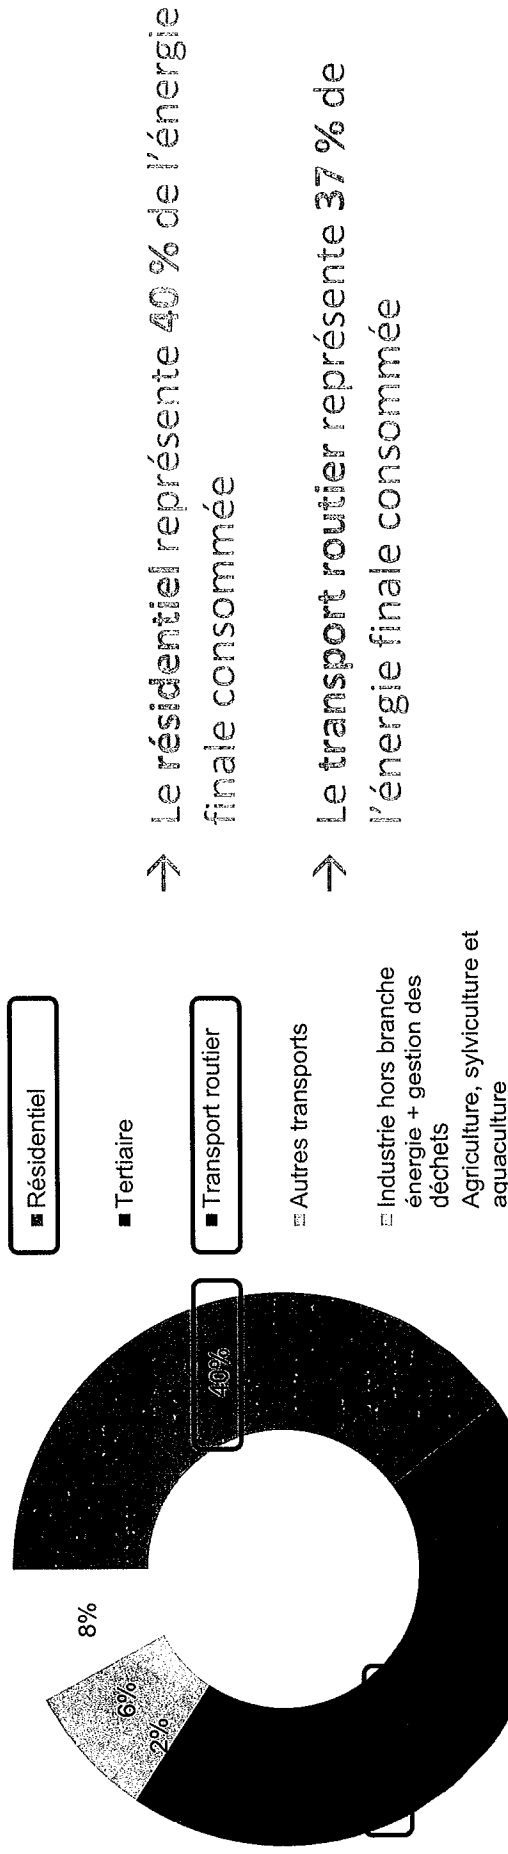 8%
6%
2%
40%
Résidentiel
Tertiaire
Transport routier
Autres transports
Industrie hors branche
énergie + gestion des
déchets
Agriculture, sylviculture et
aquaculture
→ Le résidentiel représente 40 % de l'énergie
finale consommée
→ Le transport routier représente 37 % de
l'énergie finale consommée